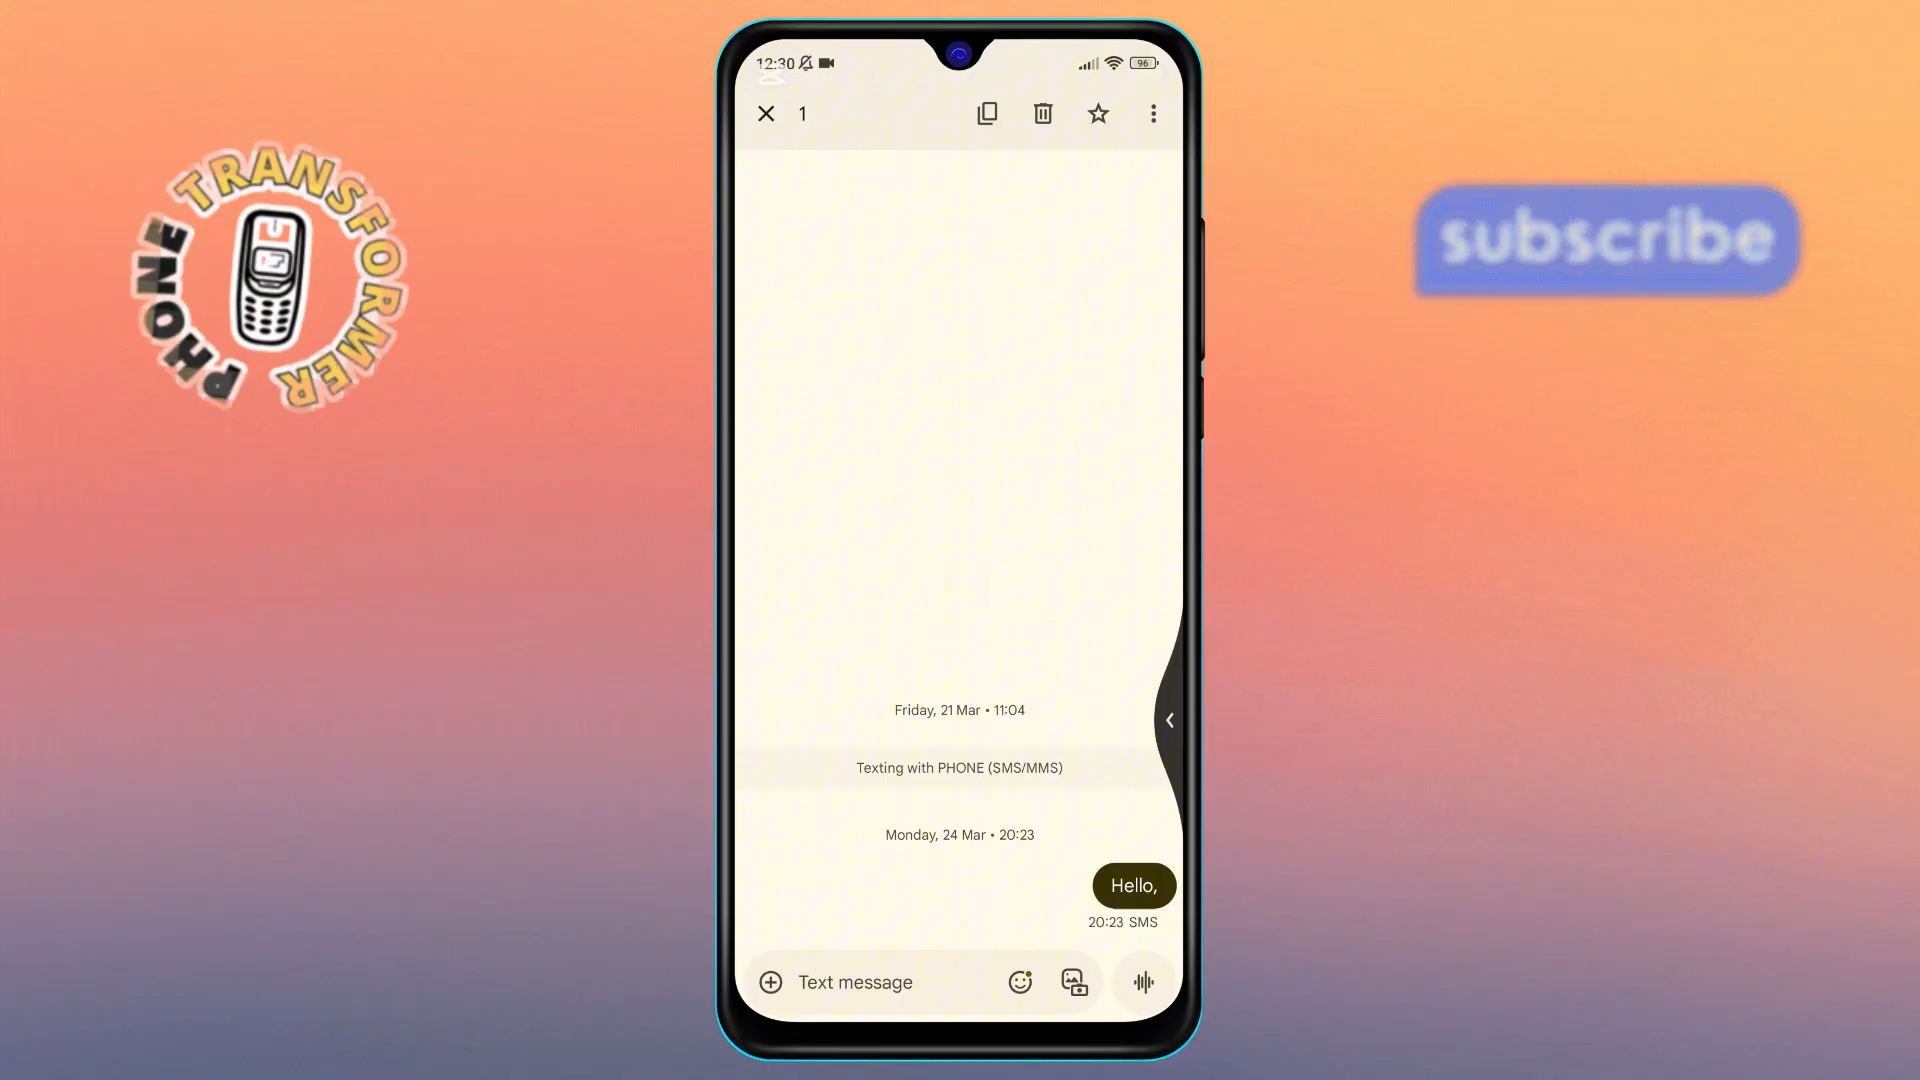 PHONE TRANSFORMER
subscribe
12:30
96
1
Friday, 21 Mar • 11:04
Texting with PHONE (SMS/MMS)
Monday, 24 Mar • 20:23
Hello,
20:23 SMS
Text message